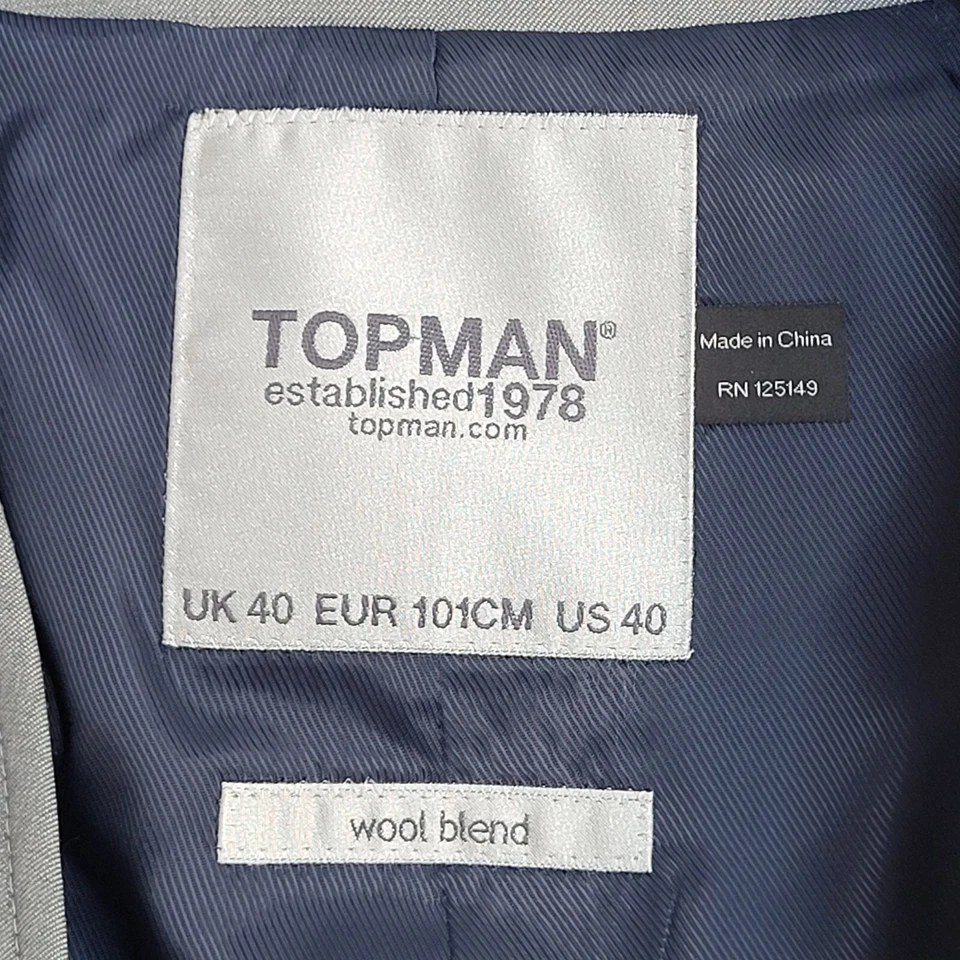 TOPMAN®
established1978
topman.com
UK 40 EUR 101CM US 40
Made in China
RN 125149
wool blend